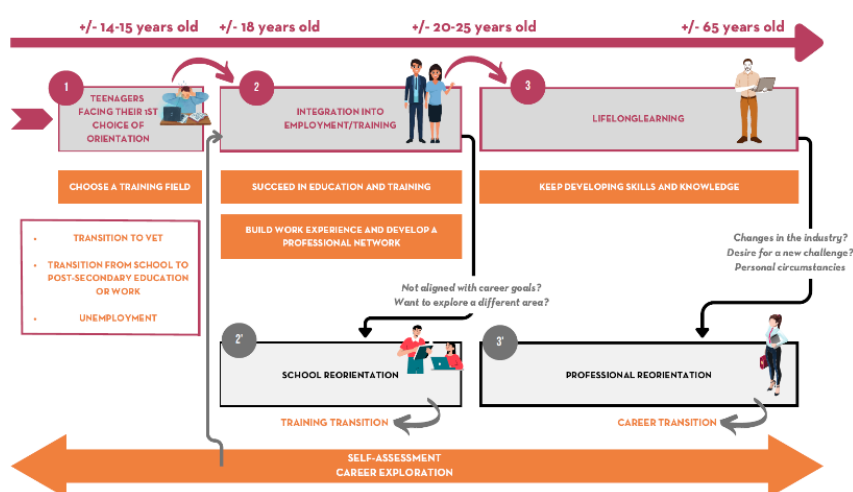 +/- 14-15 years old
+/- 18 years old
+/- 20-25 years old
+/- 65 years old
1
TEENAGERS
FACING THEIR 1ST
CHOICE OF
ORIENTATION
2
INTEGRATION INTO
EMPLOYMENT/TRAINING
3
LIFELONGLEARNING
CHOOSE A TRAINING FIELD
SUCCEED IN EDUCATION AND TRAINING
KEEP DEVELOPING SKILLS AND KNOWLEDGE
BUILD WORK EXPERIENCE AND DEVELOP A
PROFESSIONAL NETWORK
• TRANSITION TO VET
• TRANSITION FROM SCHOOL TO
POST-SECONDARY EDUCATION
OR WORK
• UNEMPLOYMENT
Changes in the industry?
Desire for a new challenge?
Personal circumstancies
Not aligned with career goals?
Want to explore a different area?
2'
SCHOOL REORIENTATION
3'
PROFESSIONAL REORIENTATION
TRAINING TRANSITION
CAREER TRANSITION
SELF-ASSESSMENT
CAREER EXPLORATION